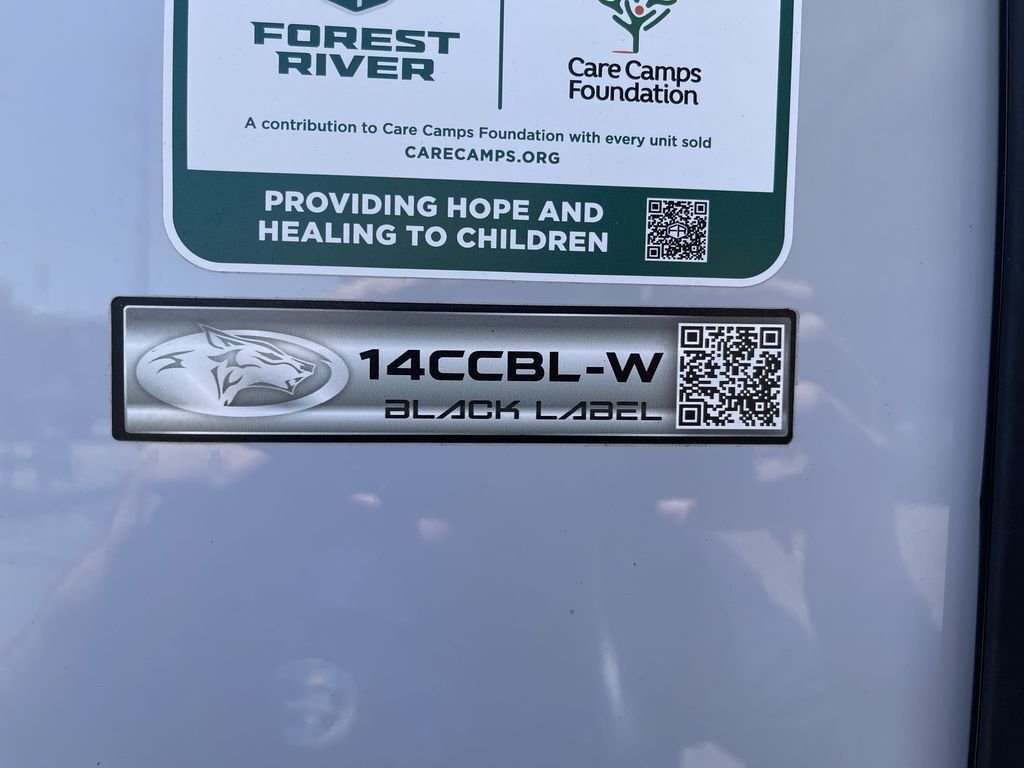 FOREST
RIVER
Care Camps
Foundation
A contribution to Care Camps Foundation with every unit sold
CARECAMPS.ORG
PROVIDING HOPE AND
HEALING TO CHILDREN
14CCBL-W
BLACK LABEL